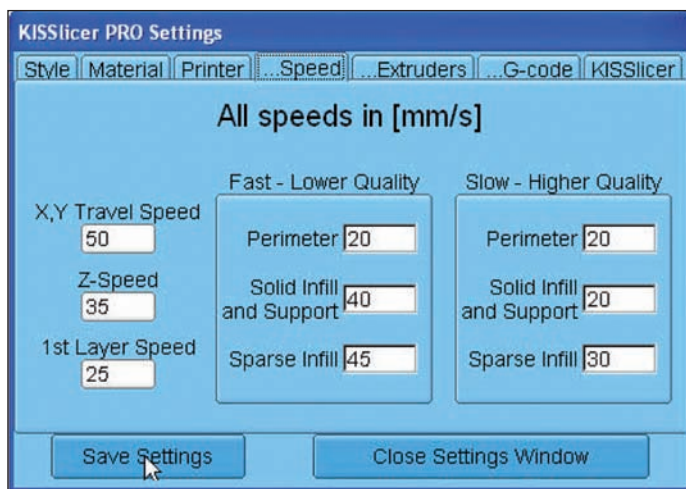 KISSlicer PRO Settings
Style Material Printer ...Speed ...Extruders ...G-code KISSlicer
All speeds in [mm/s]
X,Y Travel Speed
50
Z-Speed
35
1st Layer Speed
25
Fast - Lower Quality
Perimeter 20
Solid Infill
and Support 40
Sparse Infill 45
Slow - Higher Quality
Perimeter 20
Solid Infill
and Support 20
Sparse Infill 30
Save Settings
Close Settings Window